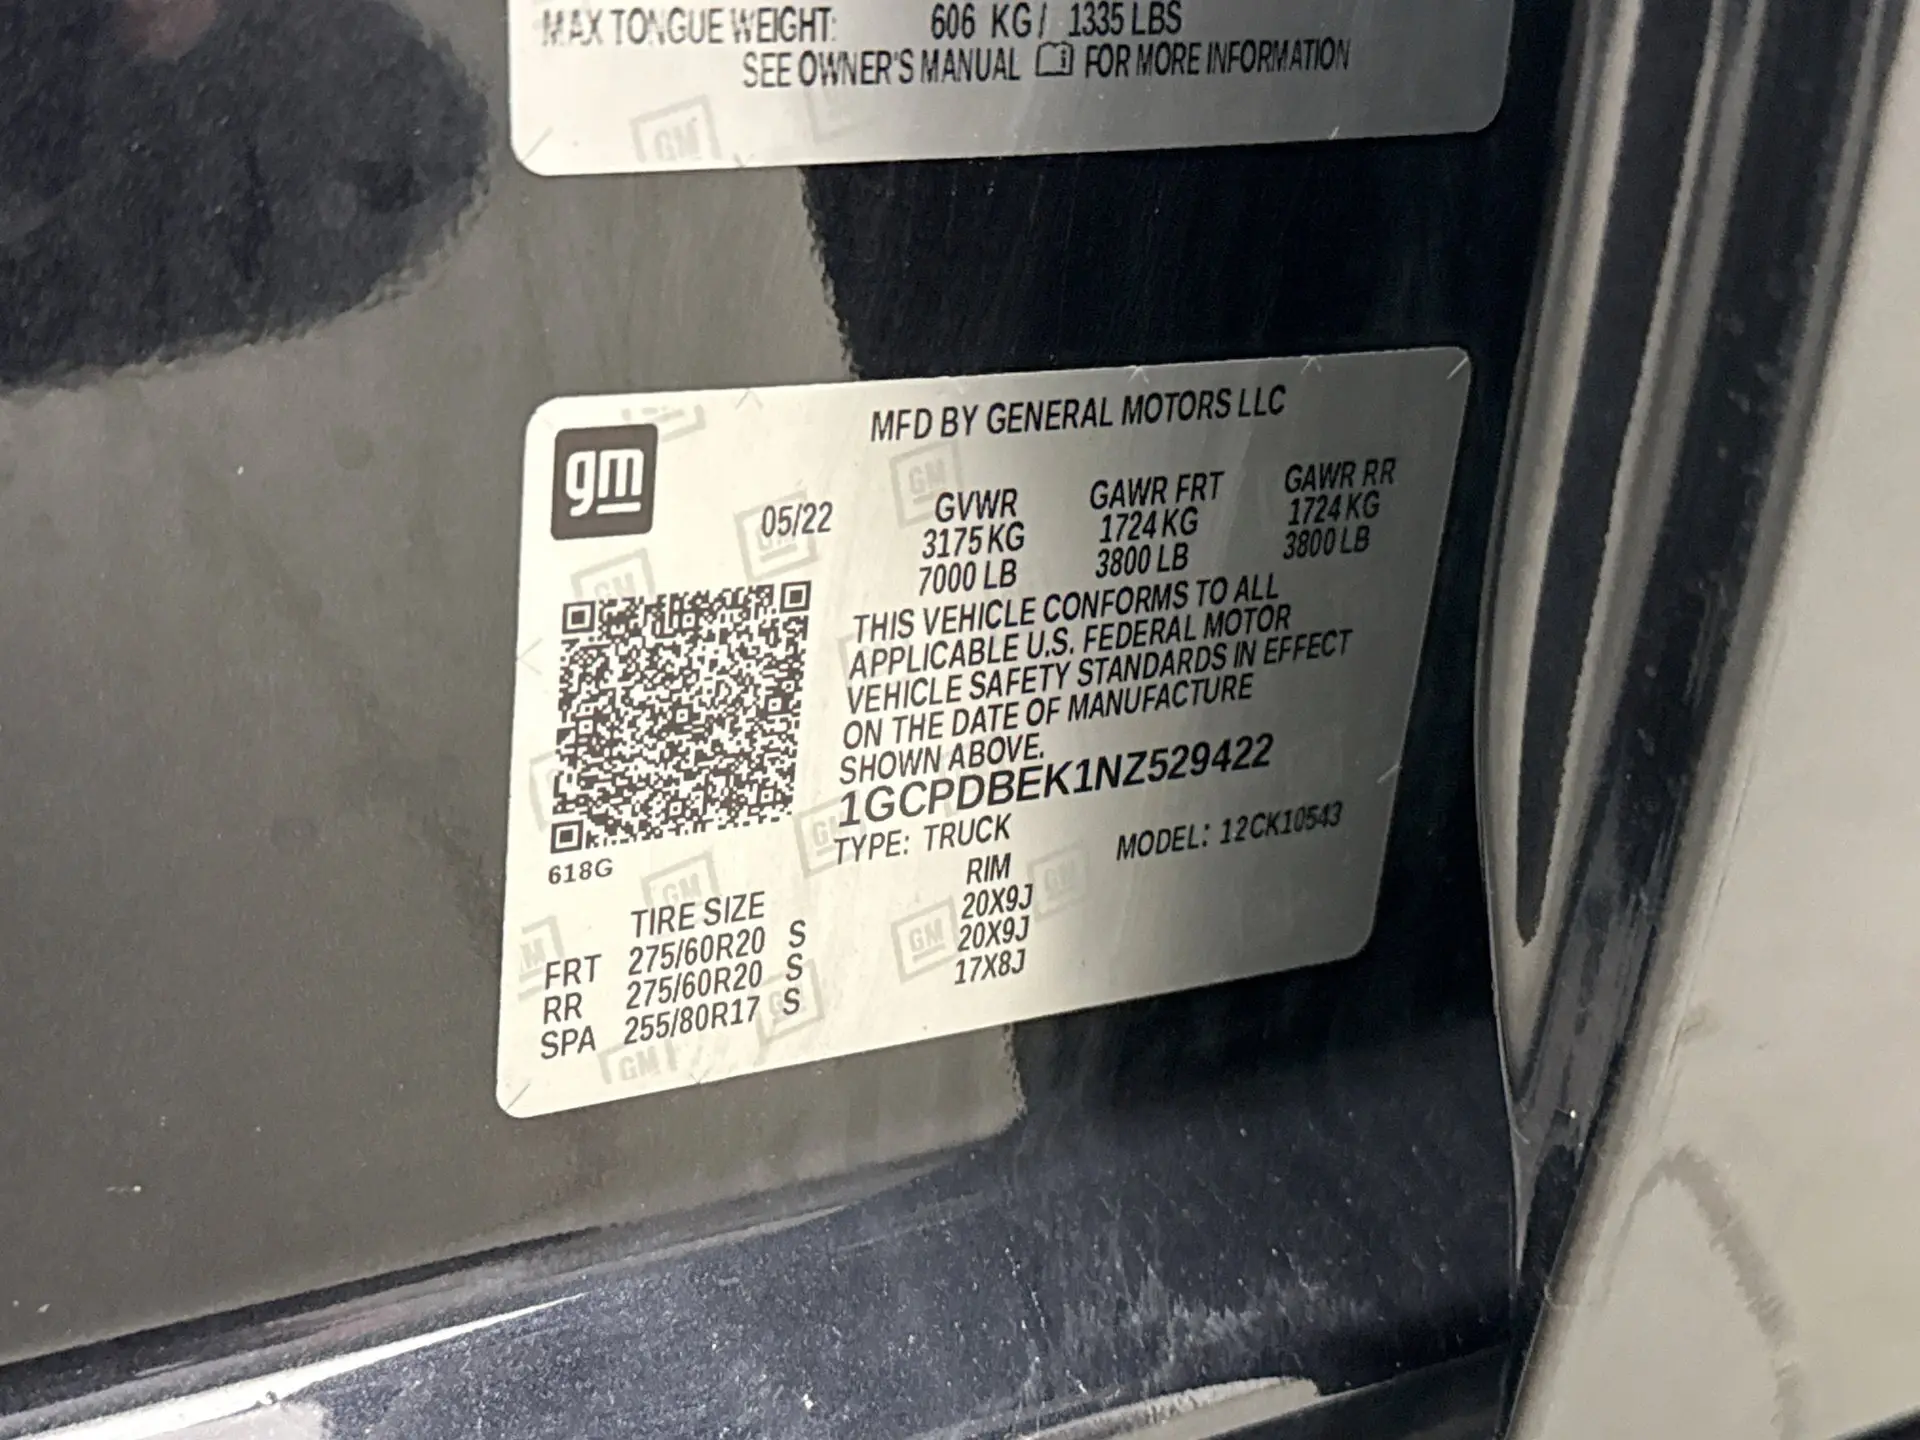 MAX TONGUE WEIGHT: 606 KG / 1335 LBS
SEE OWNER'S MANUAL FOR MORE INFORMATION
GM
gm
MFD BY GENERAL MOTORS LLC
05/22
GVWR GAWR FRT GAWR RR
3175 KG 1724 KG 1724 KG
7000 LB 3800 LB 3800 LB
THIS VEHICLE CONFORMS TO ALL
APPLICABLE U.S. FEDERAL MOTOR
VEHICLE SAFETY STANDARDS IN EFFECT
ON THE DATE OF MANUFACTURE
SHOWN ABOVE.
1GCPDBEK1NZ529422
TYPE: TRUCK MODEL: 12CK10543
618G
TIRE SIZE RIM
FRT 275/60R20 S 20X9J
RR 275/60R20 S 20X9J
SPA 255/80R17 S 17X8J